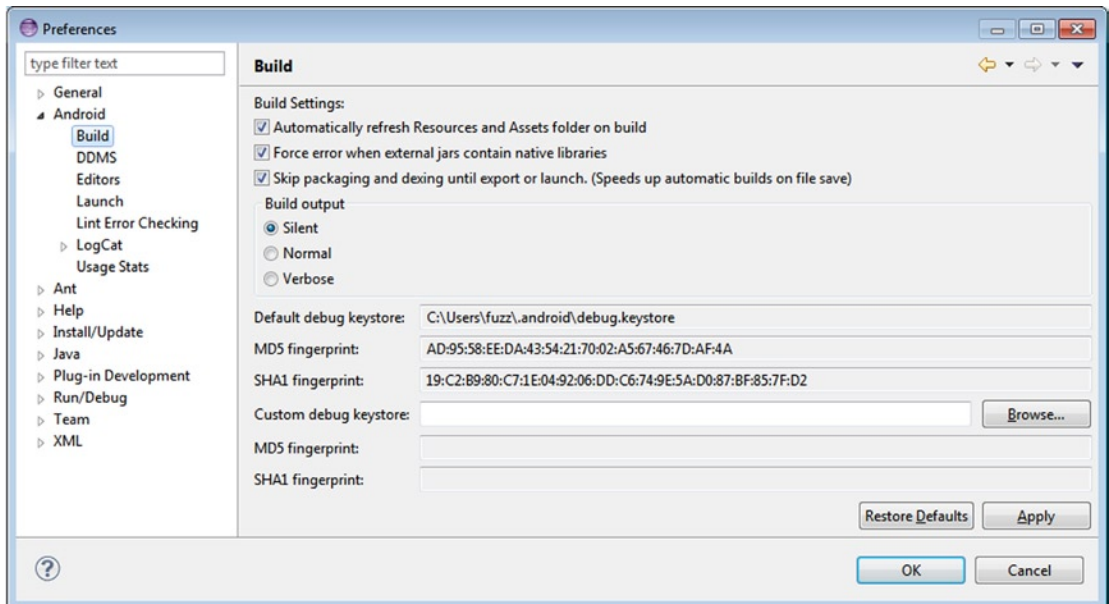 Preferences
type filter text
General
Android
Build
DDMS
Editors
Launch
Lint Error Checking
LogCat
Usage Stats
Ant
Help
Install/Update
Java
Plug-in Development
Run/Debug
Team
XML
Build
Build Settings:
Automatically refresh Resources and Assets folder on build
Force error when external jars contain native libraries
Skip packaging and dexing until export or launch. (Speeds up automatic builds on file save)
Build output
Silent
Normal
Verbose
Default debug keystore: C:\Users\fuzz\.android\debug.keystore
MD5 fingerprint: AD:95:58:EE:DA:43:54:21:70:02:A5:67:46:7D:AF:4A
SHA1 fingerprint: 19:C2:B9:80:C7:1E:04:92:06:DD:C6:74:9E:5A:D0:87:BF:85:7F:D2
Custom debug keystore: Browse...
MD5 fingerprint:
SHA1 fingerprint:
Restore Defaults Apply
? OK Cancel